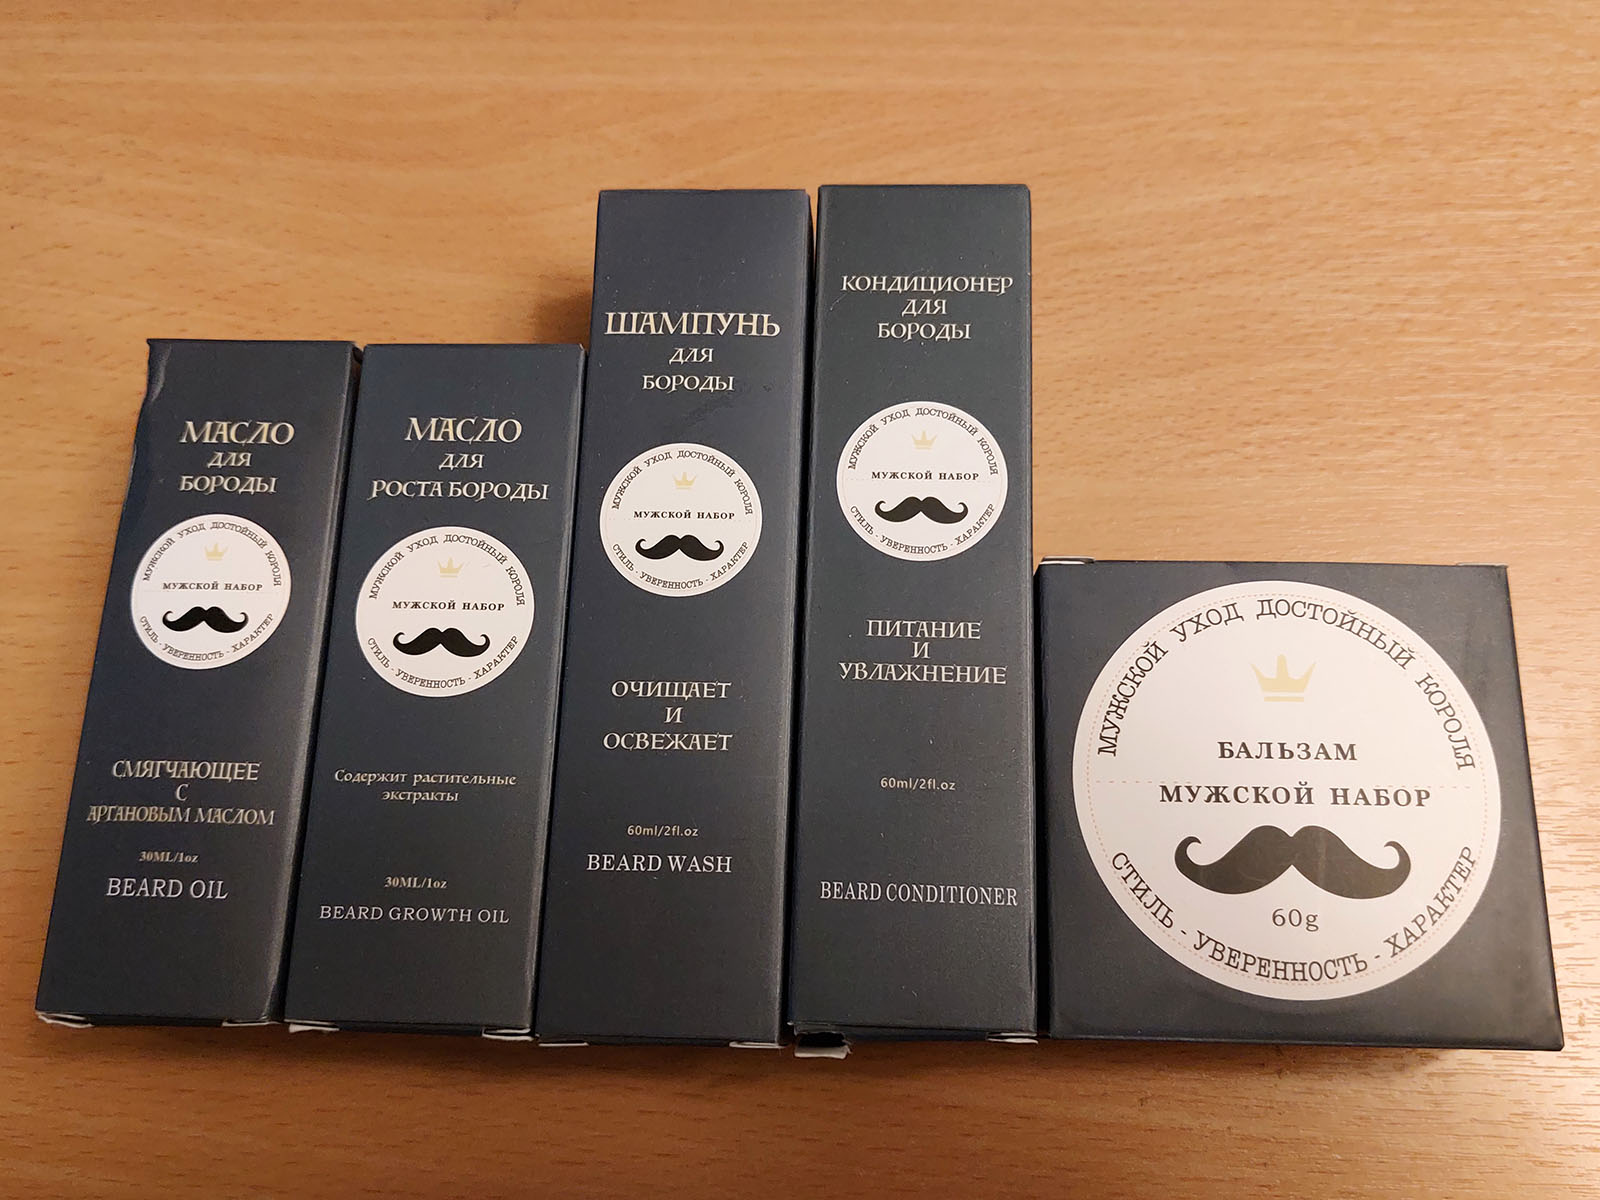 МАСЛО
ДЛЯ
БОРОДЫ
МУЖСКОЙ УХОД ДОСТОЙНЫЙ КОРОЛЯ
МУЖСКОЙ НАБОР
СТИЛЬ - УВЕРЕННОСТЬ - ХАРАКТЕР
СМЯГЧАЮЩЕЕ
С
АРГАНОВЫМ МАСЛОМ
30ML/1oz
BEARD OIL
МАСЛО
ДЛЯ
РОСТА БОРОДЫ
МУЖСКОЙ УХОД ДОСТОЙНЫЙ КОРОЛЯ
МУЖСКОЙ НАБОР
СТИЛЬ - УВЕРЕННОСТЬ - ХАРАКТЕР
Содержит растительные
экстракты
30ML/1oz
BEARD GROWTH OIL
ШАМПУНЬ
ДЛЯ
БОРОДЫ
МУЖСКОЙ УХОД ДОСТОЙНЫЙ КОРОЛЯ
МУЖСКОЙ НАБОР
СТИЛЬ - УВЕРЕННОСТЬ - ХАРАКТЕР
ОЧИЩАЕТ
И
ОСВЕЖАЕТ
60ml/2fl.oz
BEARD WASH
КОНДИЦИОНЕР
ДЛЯ
БОРОДЫ
МУЖСКОЙ УХОД ДОСТОЙНЫЙ КОРОЛЯ
МУЖСКОЙ НАБОР
СТИЛЬ - УВЕРЕННОСТЬ - ХАРАКТЕР
ПИТАНИЕ
И
УВЛАЖНЕНИЕ
60ml/2fl.oz
BEARD CONDITIONER
МУЖСКОЙ УХОД ДОСТОЙНЫЙ КОРОЛЯ
БАЛЬЗАМ
МУЖСКОЙ НАБОР
60g
СТИЛЬ - УВЕРЕННОСТЬ - ХАРАКТЕР